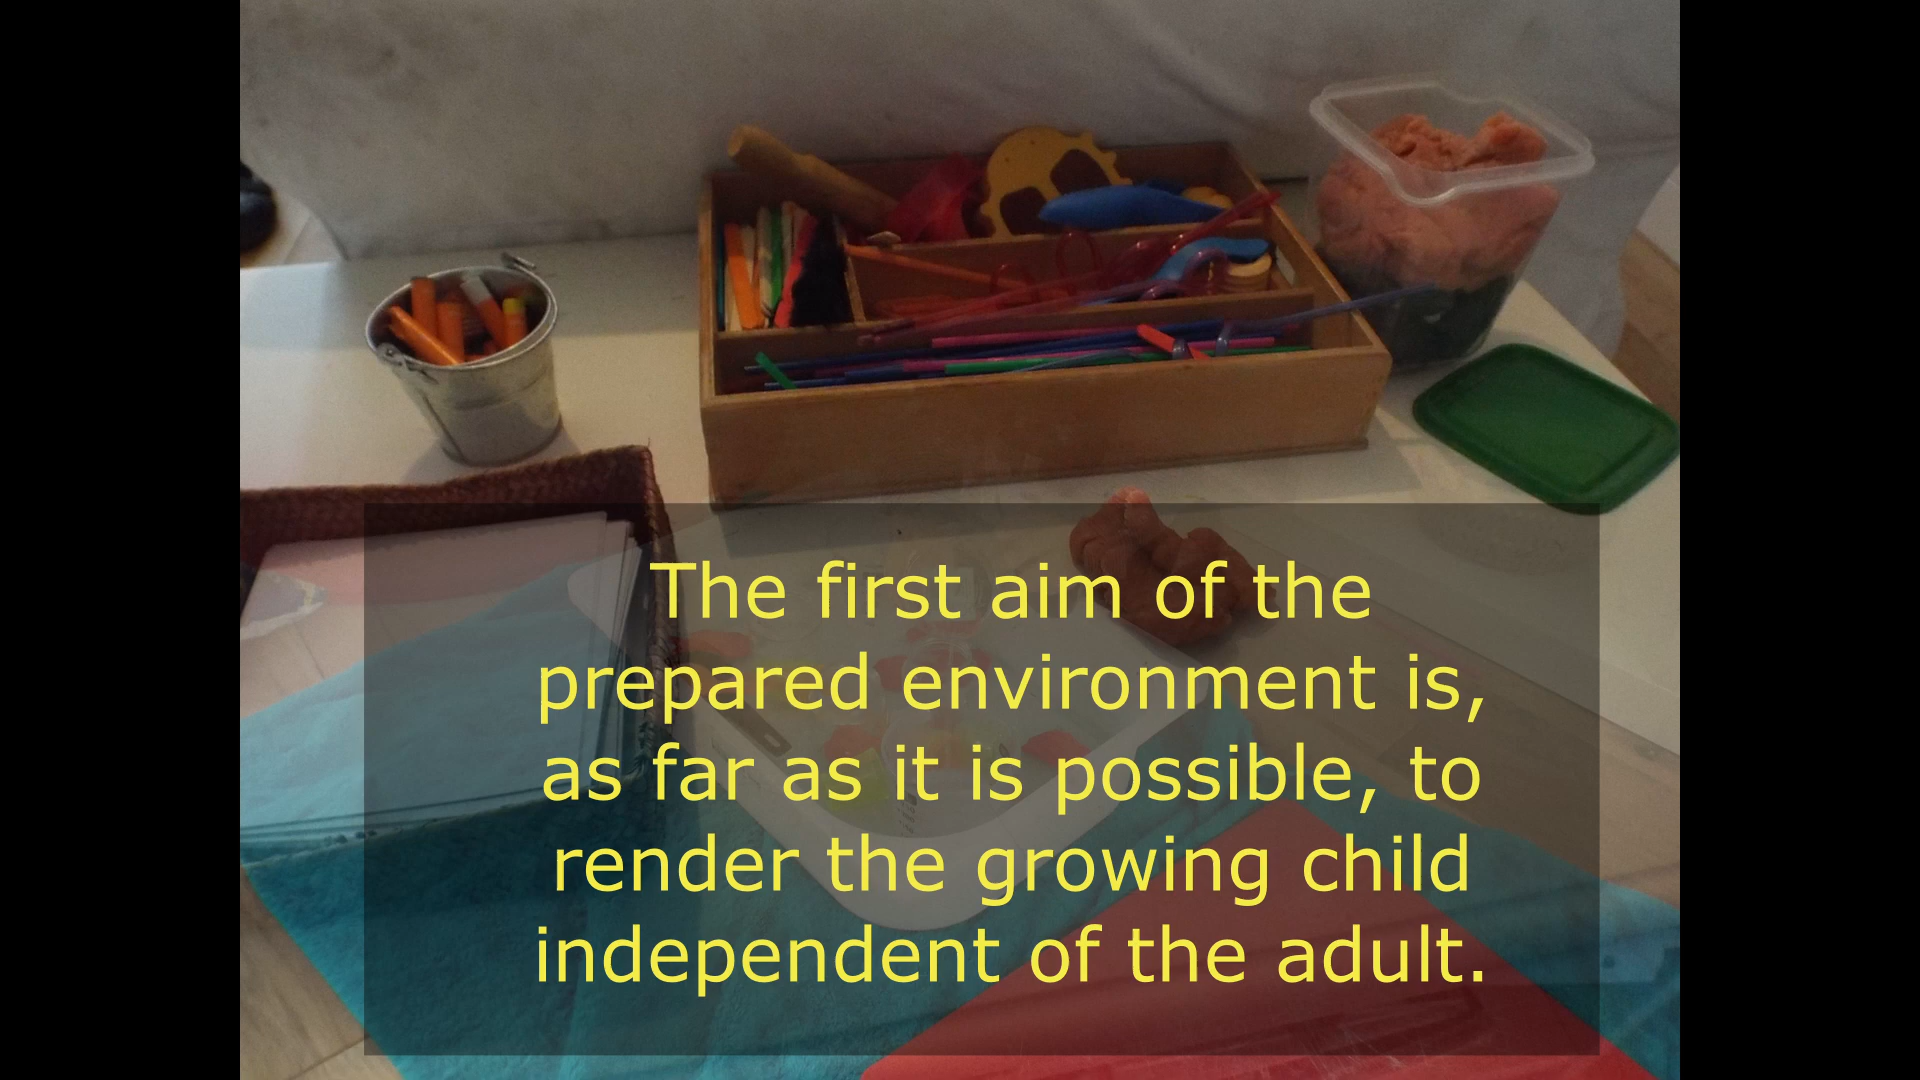 The first aim of the
prepared environment is,
as far as it is possible, to
render the growing child
independent of the adult.